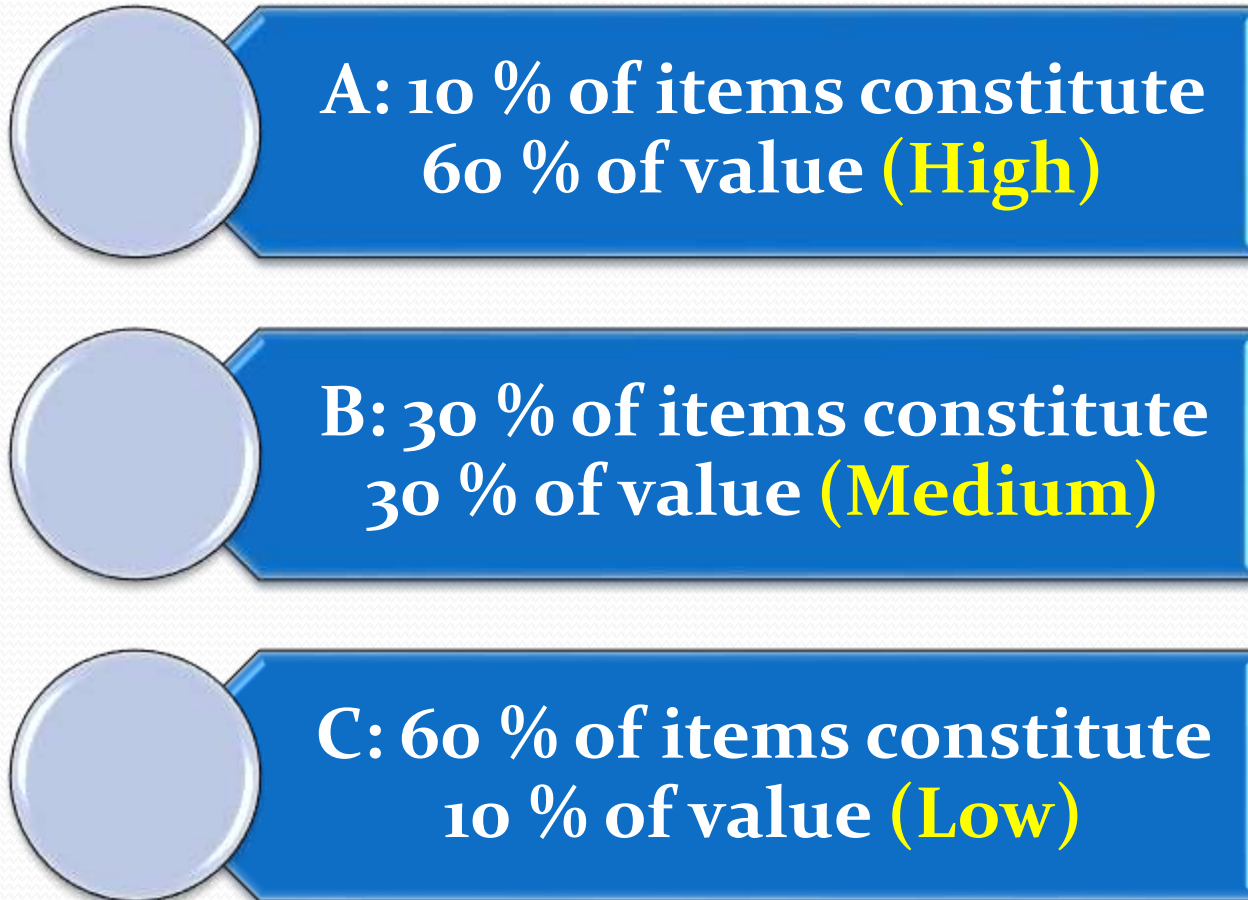 A: 10 % of items constitute
60 % of value (High)
B: 30 % of items constitute
30 % of value (Medium)
C: 60 % of items constitute
10 % of value (Low)